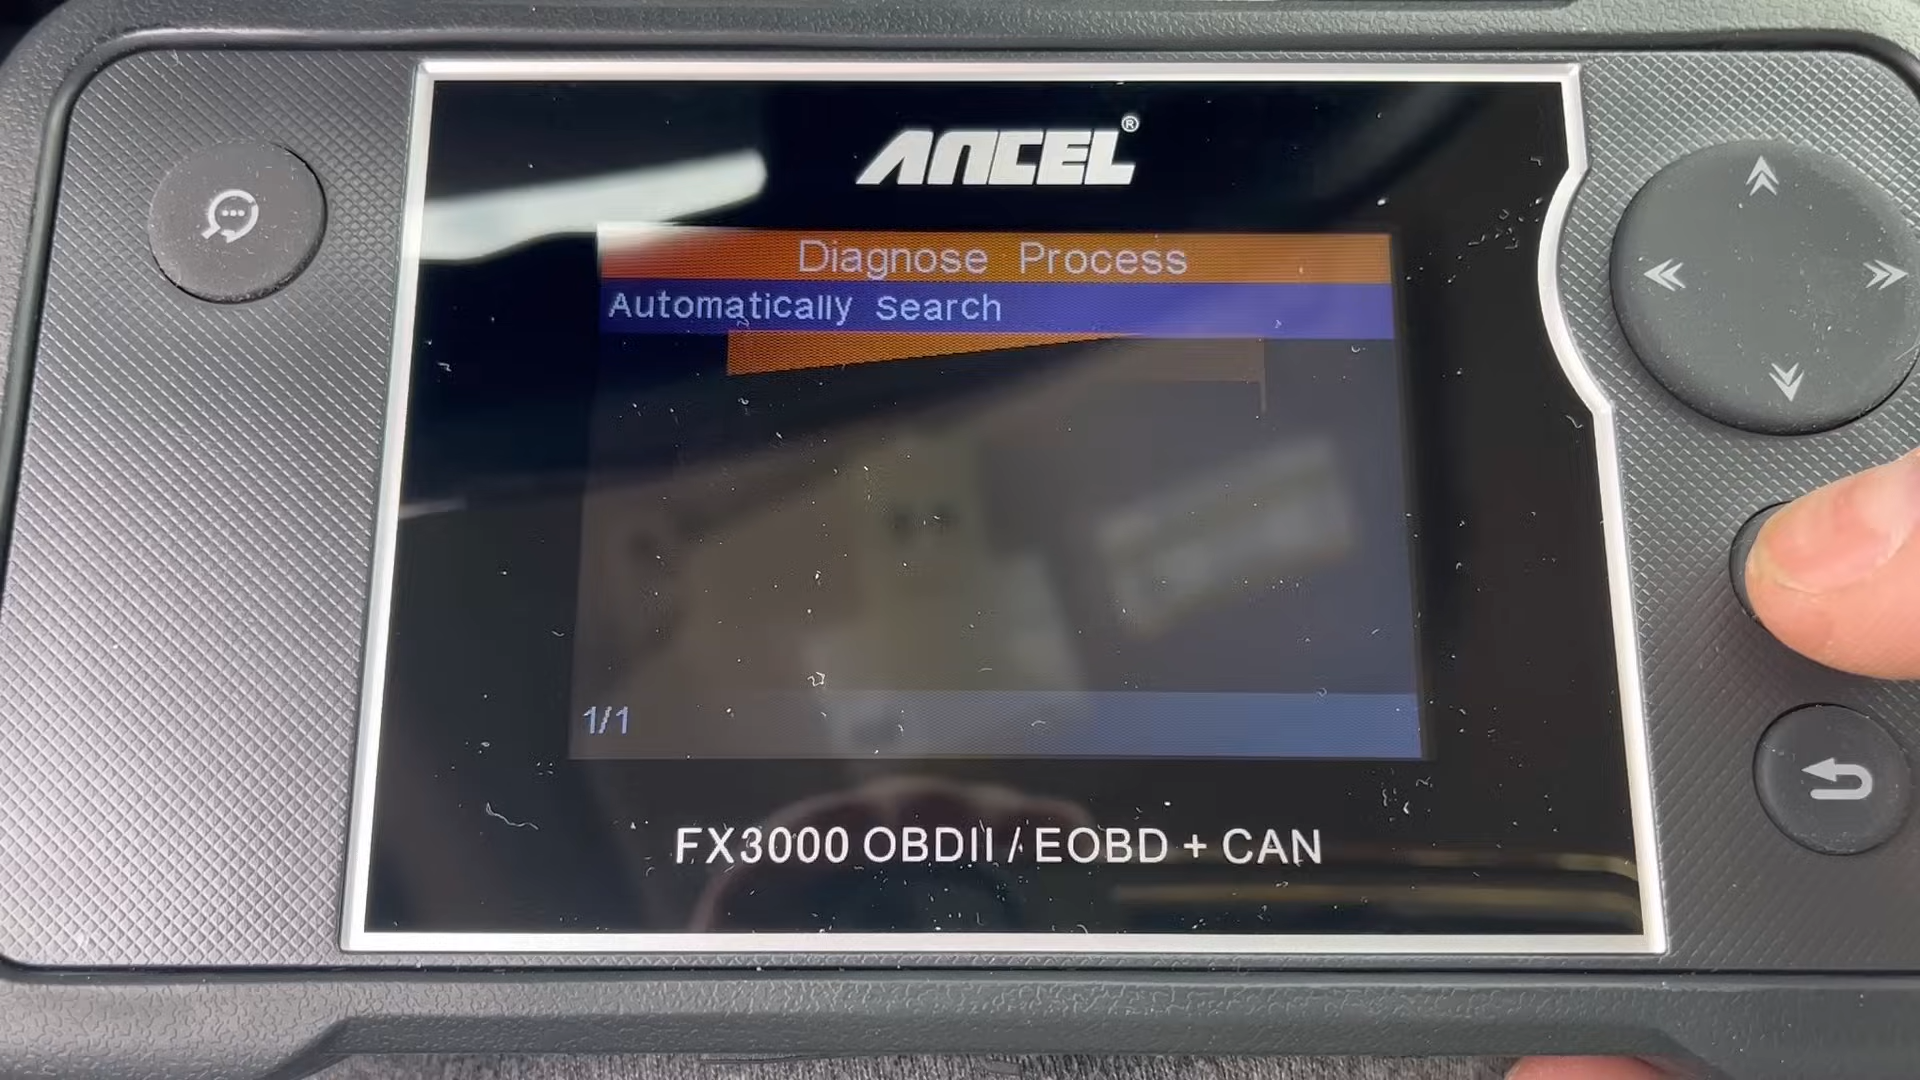 ANCEL®
Diagnose Process
Automatically Search
1/1
FX3000 OBDII / EOBD + CAN